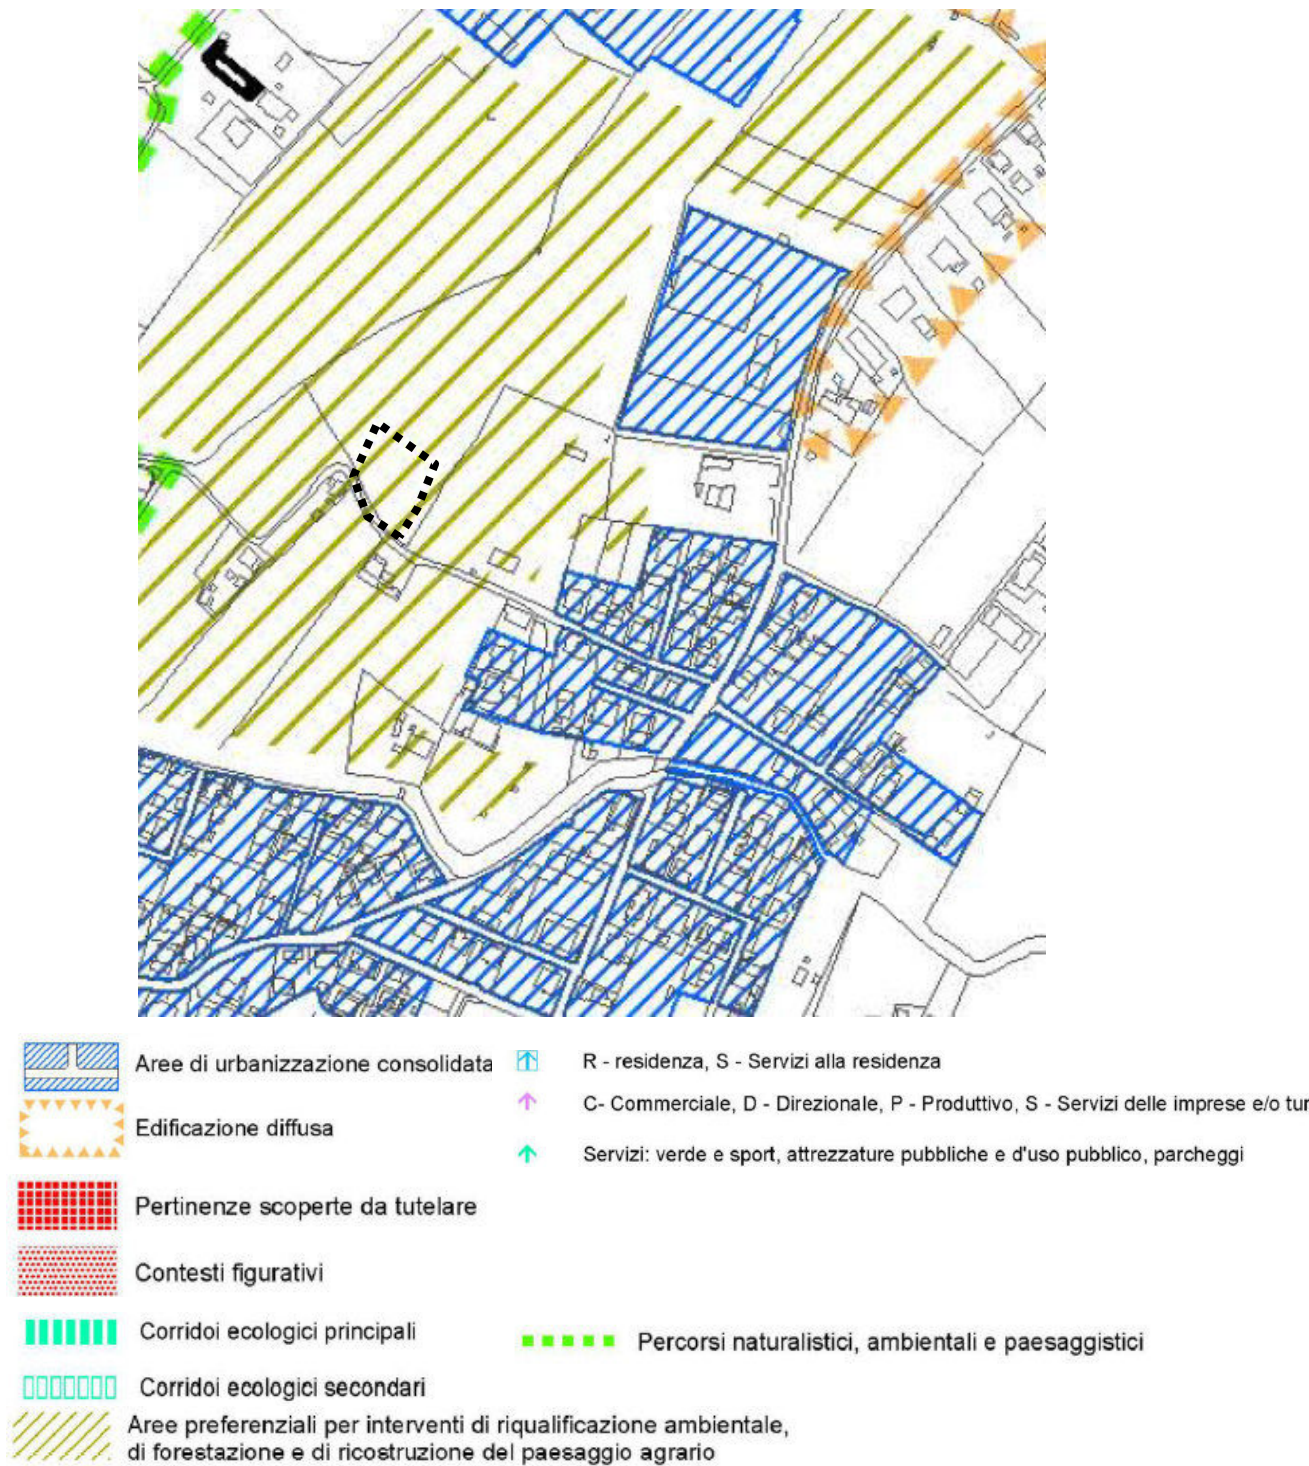 Aree di urbanizzazione consolidata
R - residenza, S - Servizi alla residenza
C- Commerciale, D - Direzionale, P - Produttivo, S - Servizi delle imprese e/o tur
Edificazione diffusa
Servizi: verde e sport, attrezzature pubbliche e d'uso pubblico, parcheggi
Pertinenze scoperte da tutelare
Contesti figurativi
Corridoi ecologici principali
Percorsi naturalistici, ambientali e paesaggistici
Corridoi ecologici secondari
Aree preferenziali per interventi di riqualificazione ambientale,
di forestazione e di ricostruzione del paesaggio agrario